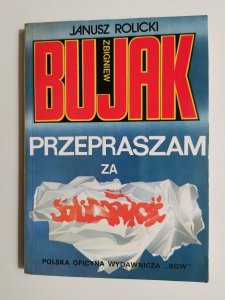 JANUSZ ROLICKI
ZBIGNIEW
BUJAK
PRZEPRASZAM
ZA
Solidarność
POLSKA OFICYNA WYDAWNICZA „BGW”